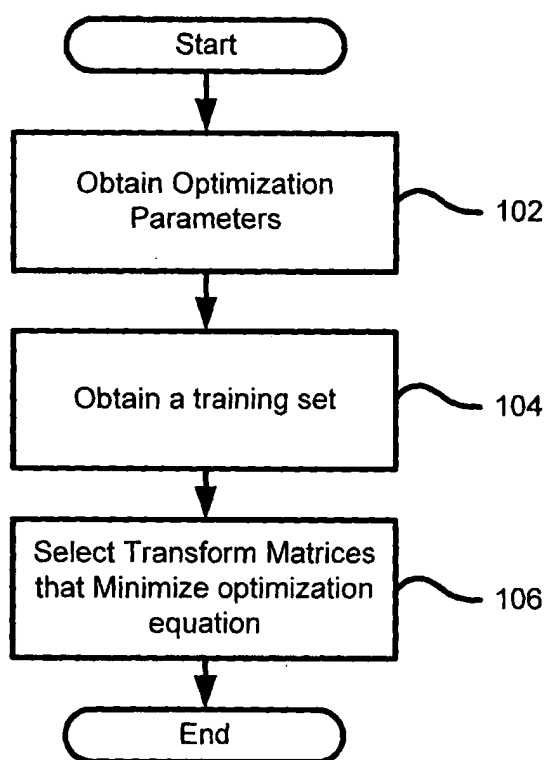 Start
Obtain Optimization
Parameters
102
Obtain a training set
104
Select Transform Matrices
that Minimize optimization
equation
106
End